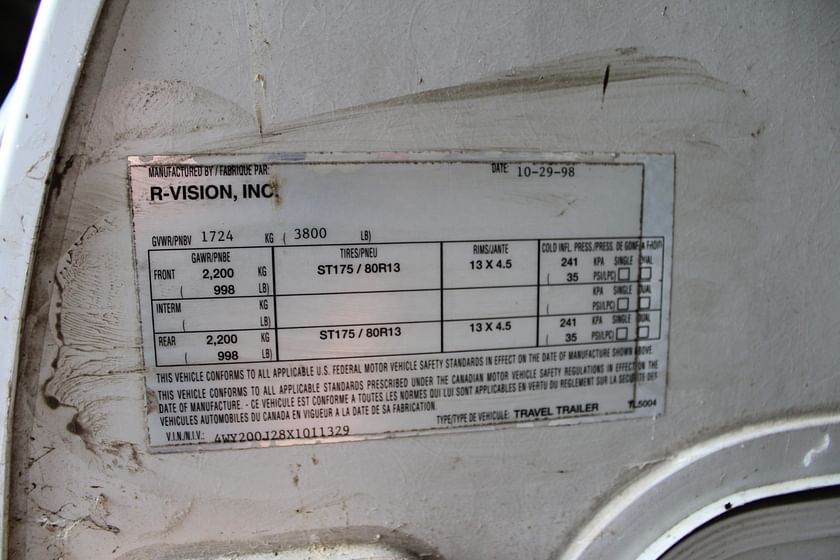 MANUFACTURED BY / FABRIQUE PAR: DATE: 10-29-98
R-VISION, INC.
GVWR/PNBV 1724 KG ( 3800 LB)
GAWR/PNBE TIRES/PNEU RIMS/JANTE COLD INFL. PRESS./PRESS. DE GONF. A FROID
FRONT 2,200 KG ST175 / 80R13 13 X 4.5 241 KPA SINGLE DUAL
( 998 LB) ( 35 PSI/LPC)
INTERM KG KPA SINGLE DUAL
( LB) ( PSI/LPC)
REAR 2,200 KG ST175 / 80R13 13 X 4.5 241 KPA SINGLE DUAL
( 998 LB) ( 35 PSI/LPC)
THIS VEHICLE CONFORMS TO ALL APPLICABLE U.S. FEDERAL MOTOR VEHICLE SAFETY STANDARDS IN EFFECT ON THE DATE OF MANUFACTURE SHOWN ABOVE.
THIS VEHICLE CONFORMS TO ALL APPLICABLE STANDARDS PRESCRIBED UNDER THE CANADIAN MOTOR VEHICLE SAFETY REGULATIONS IN EFFECT ON THE
DATE OF MANUFACTURE. - CE VEHICULE EST CONFORME A TOUTES LES NORMES QUI LUI SONT APPLICABLES EN VERTU DU REGLEMENT SUR LA SECURITE DES
VEHICULES AUTOMOBILES DU CANADA EN VIGUEUR A LA DATE DE SA FABRICATION.
TYPE/TYPE DE VEHICULE: TRAVEL TRAILER TL5004
V.I.N./N.I.V.: 4WY200J28X1011329